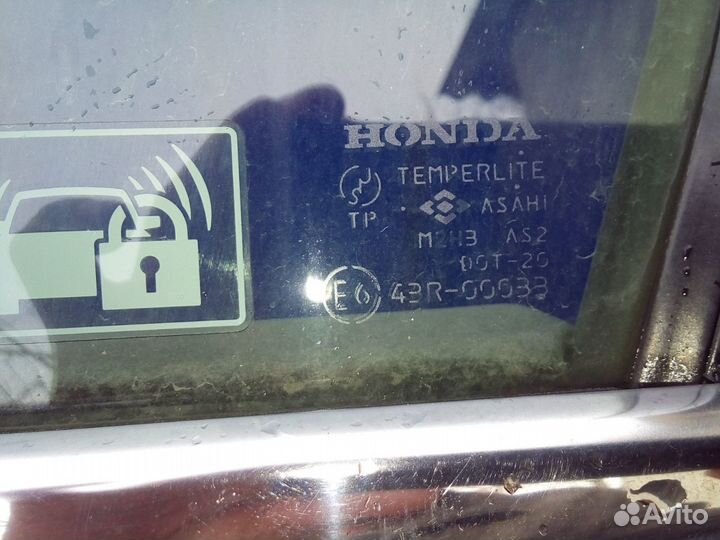 HONDA
TEMPERLITE
TP ASAHI
M2H3 AS2
DOT-20
E6 43R-00033
Avito